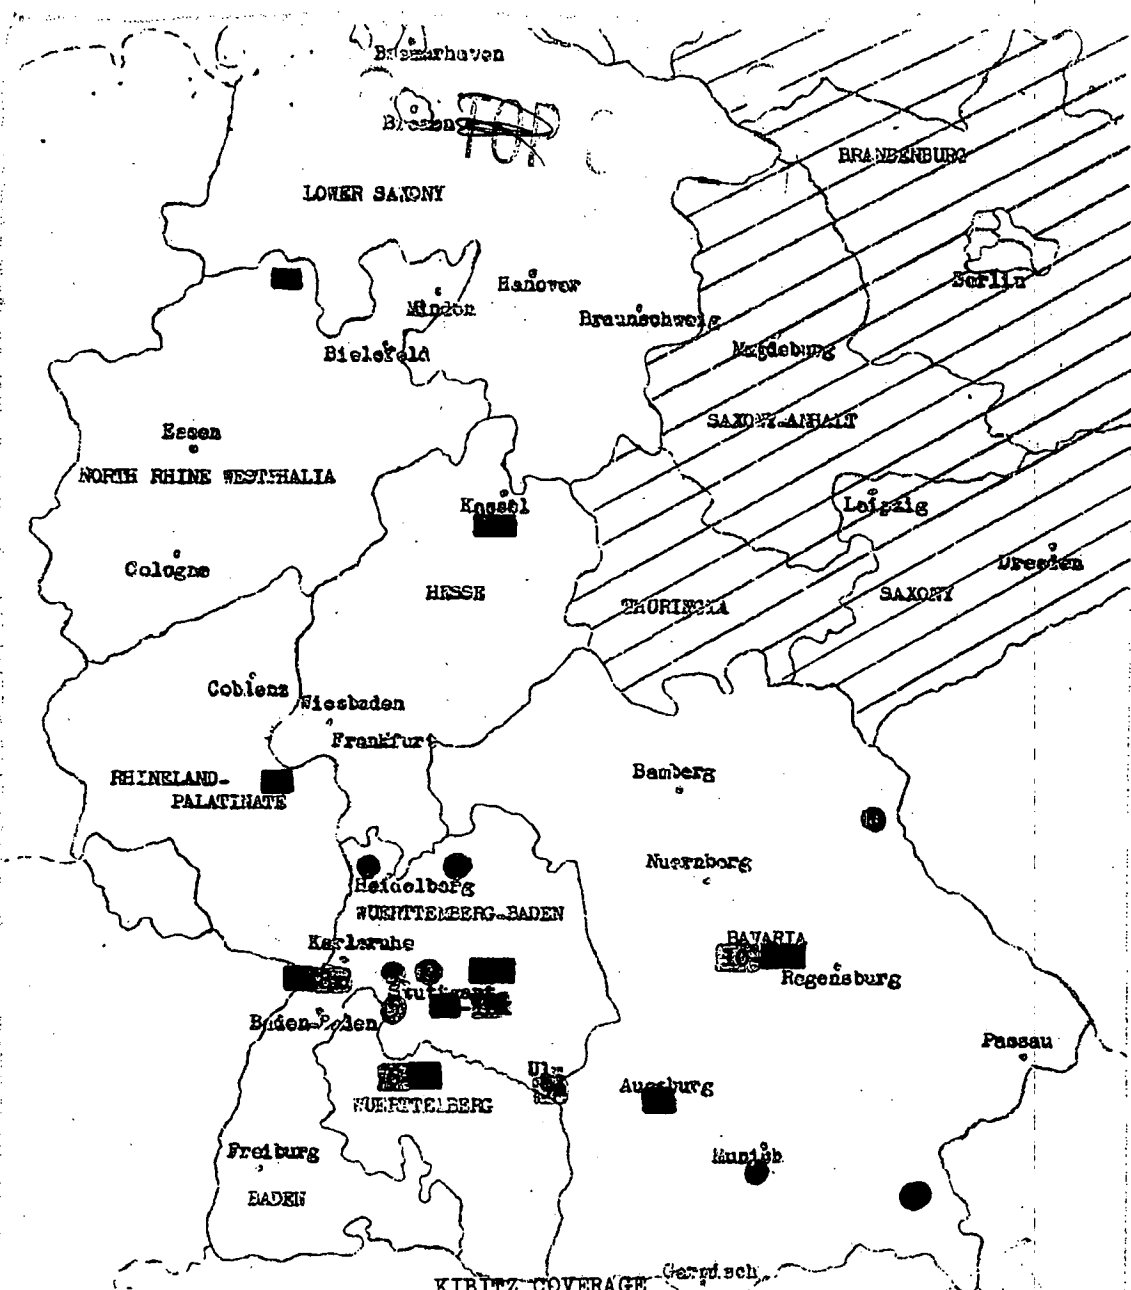 Bremerhaven
Bremen
TOP
BRANDENBURG
LOWER SAXONY
Berlin
Hanover
Minden
Braunschweig
Bielefeld
Magdeburg
SAXONY-ANHALT
Essen
NORTH RHINE WESTPHALIA
Kassel
Leipzig
Cologne
Dresden
HESSE
THURINGIA
SAXONY
Coblenz
Wiesbaden
Frankfurt
Bamberg
RHINELAND-
PALATINATE
Nuernberg
Heidelberg
WUERTTEMBERG-BADEN
Karlsruhe
BAVARIA
10
Regensburg
Stuttgart
Baden-Baden
Passau
Ulm
Augsburg
WUERTTEMBERG
Freiburg
Munich
BADEN
Garmisch
KIBITZ COVERAGE